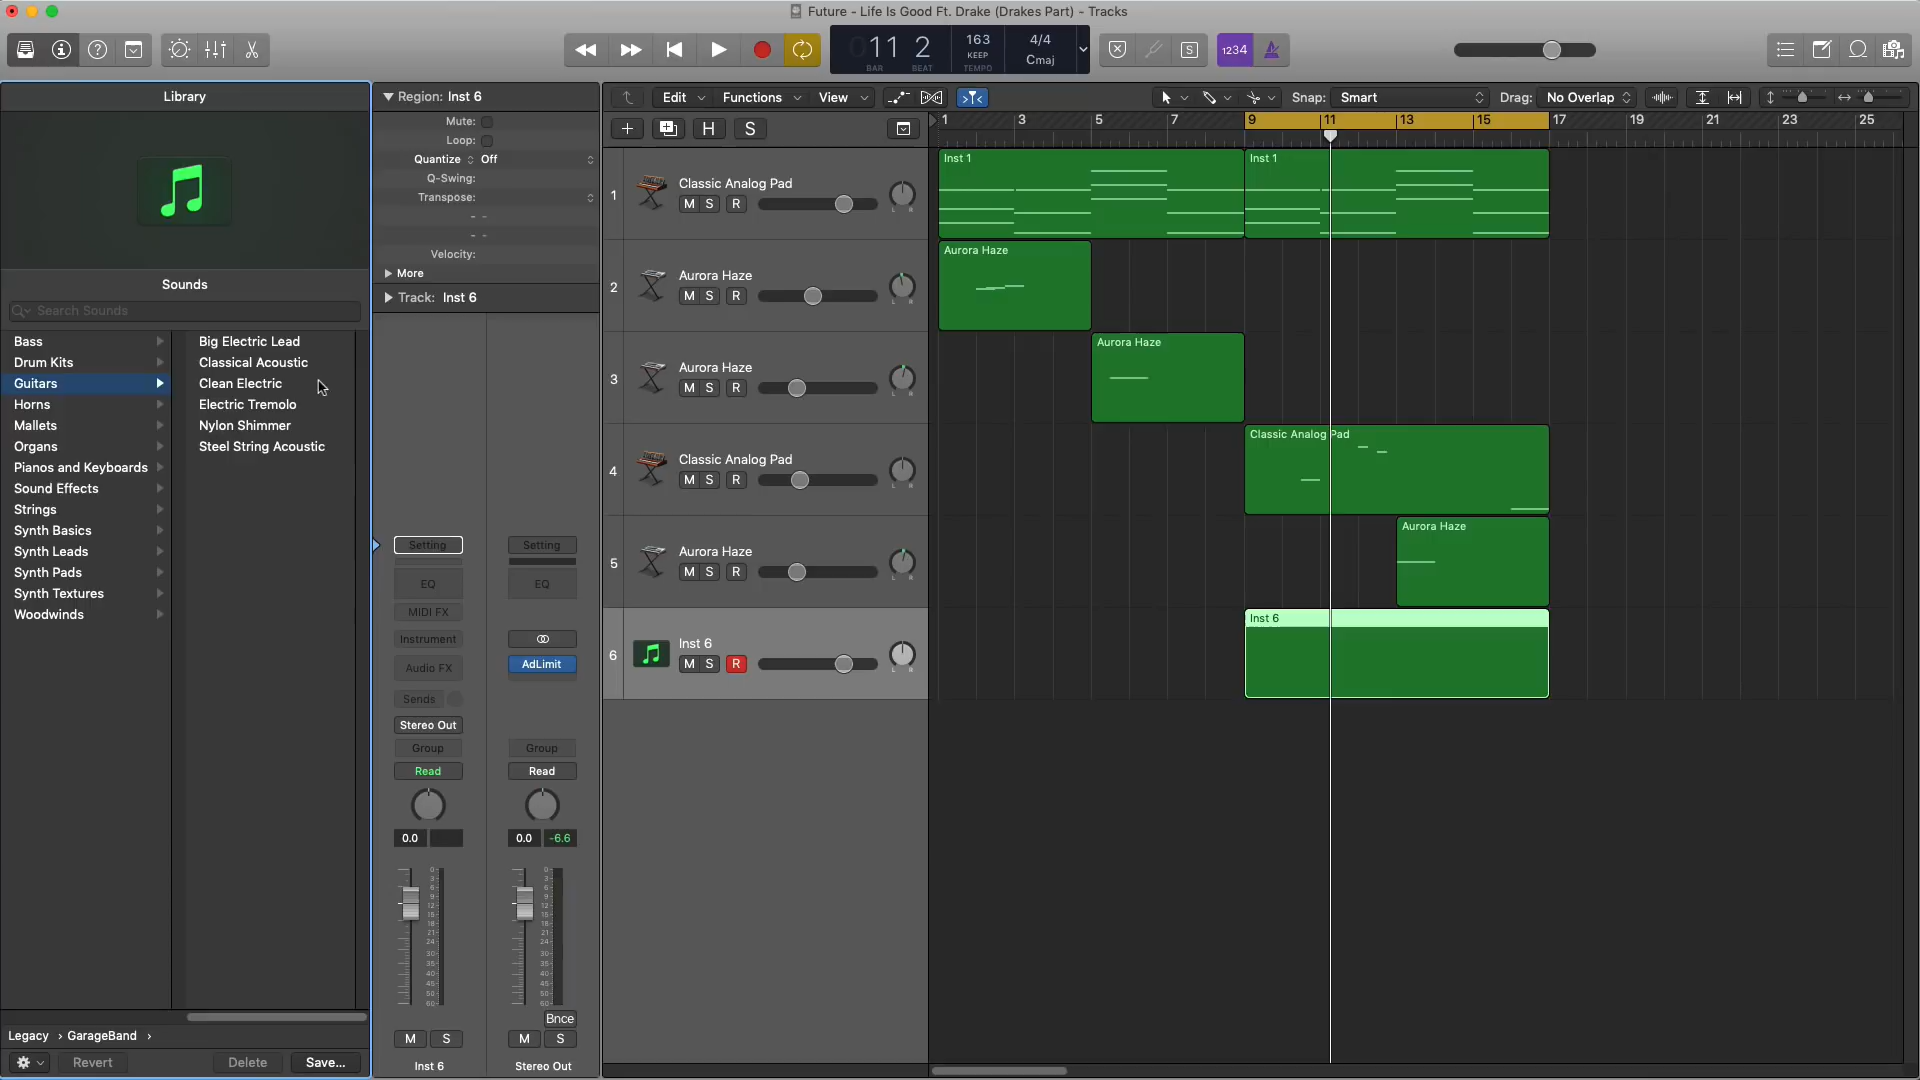 Future - Life Is Good Ft. Drake (Drakes Part) - Tracks
11 2
BAR BEAT
163
KEEP
TEMPO
4/4
Cmaj
S
1234
Library
Region: Inst 6
Edit Functions View
Snap: Smart
Drag: No Overlap
Mute:
Loop:
Quantize Off
Q-Swing:
Transpose:
Velocity:
More
Track: Inst 6
H S
1 3 5 7 9 11 13 15 17 19 21 23 25
Sounds
Search Sounds
Bass
Drum Kits
Guitars
Horns
Mallets
Organs
Pianos and Keyboards
Sound Effects
Strings
Synth Basics
Synth Leads
Synth Pads
Synth Textures
Woodwinds
Big Electric Lead
Classical Acoustic
Clean Electric
Electric Tremolo
Nylon Shimmer
Steel String Acoustic
Legacy GarageBand
Revert Delete Save...
Setting Setting
EQ EQ
MIDI FX
Instrument
Audio FX AdLimit
Sends
Stereo Out
Group Group
Read Read
0.0 0.0 -6.6
Bnce
M S M S
Inst 6 Stereo Out
1 Classic Analog Pad
M S R
L R
2 Aurora Haze
M S R
L R
3 Aurora Haze
M S R
L R
4 Classic Analog Pad
M S R
L R
5 Aurora Haze
M S R
L R
6 Inst 6
M S R
L R
Inst 1 Inst 1
Aurora Haze
Aurora Haze
Classic Analog Pad
Aurora Haze
Inst 6